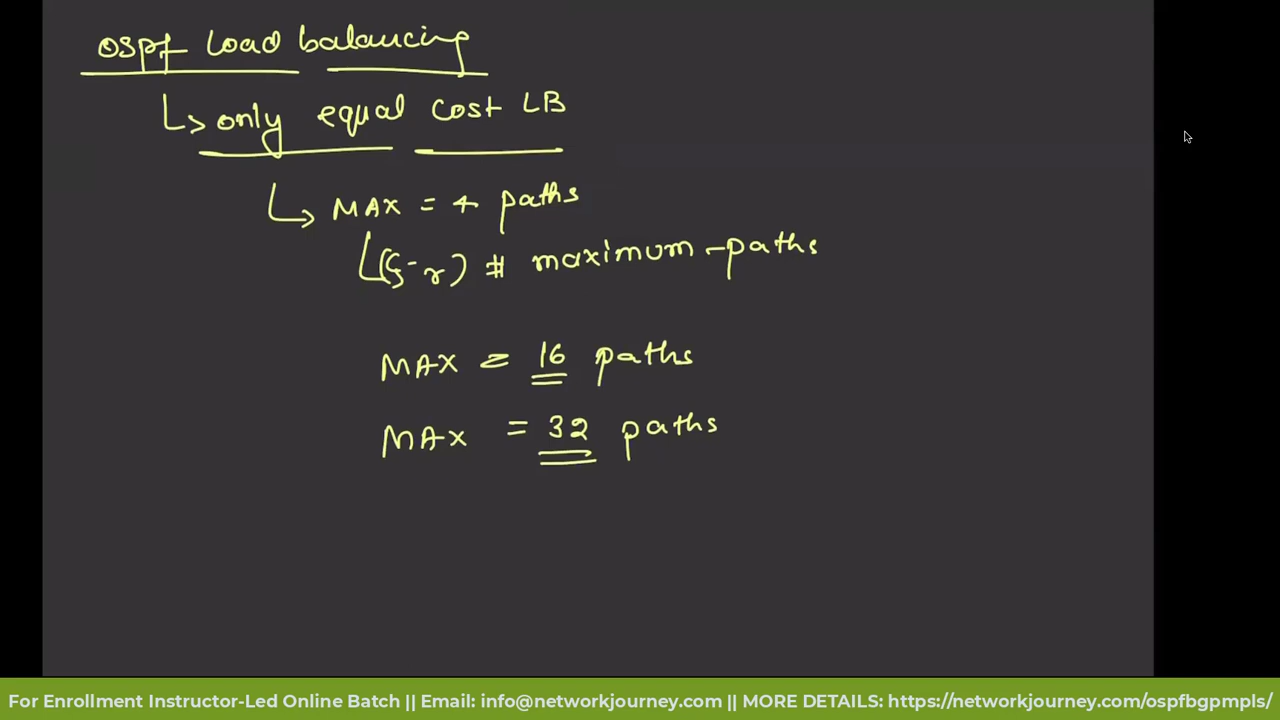 ospf load balancing
↳ only equal cost LB
↳ MAX = 4 paths
↳ (ς-r) # maximum-paths
MAX = 16 paths
MAX = 32 paths
For Enrollment Instructor-Led Online Batch || Email: info@networkjourney.com || MORE DETAILS: https://networkjourney.com/ospfbgpmpls/